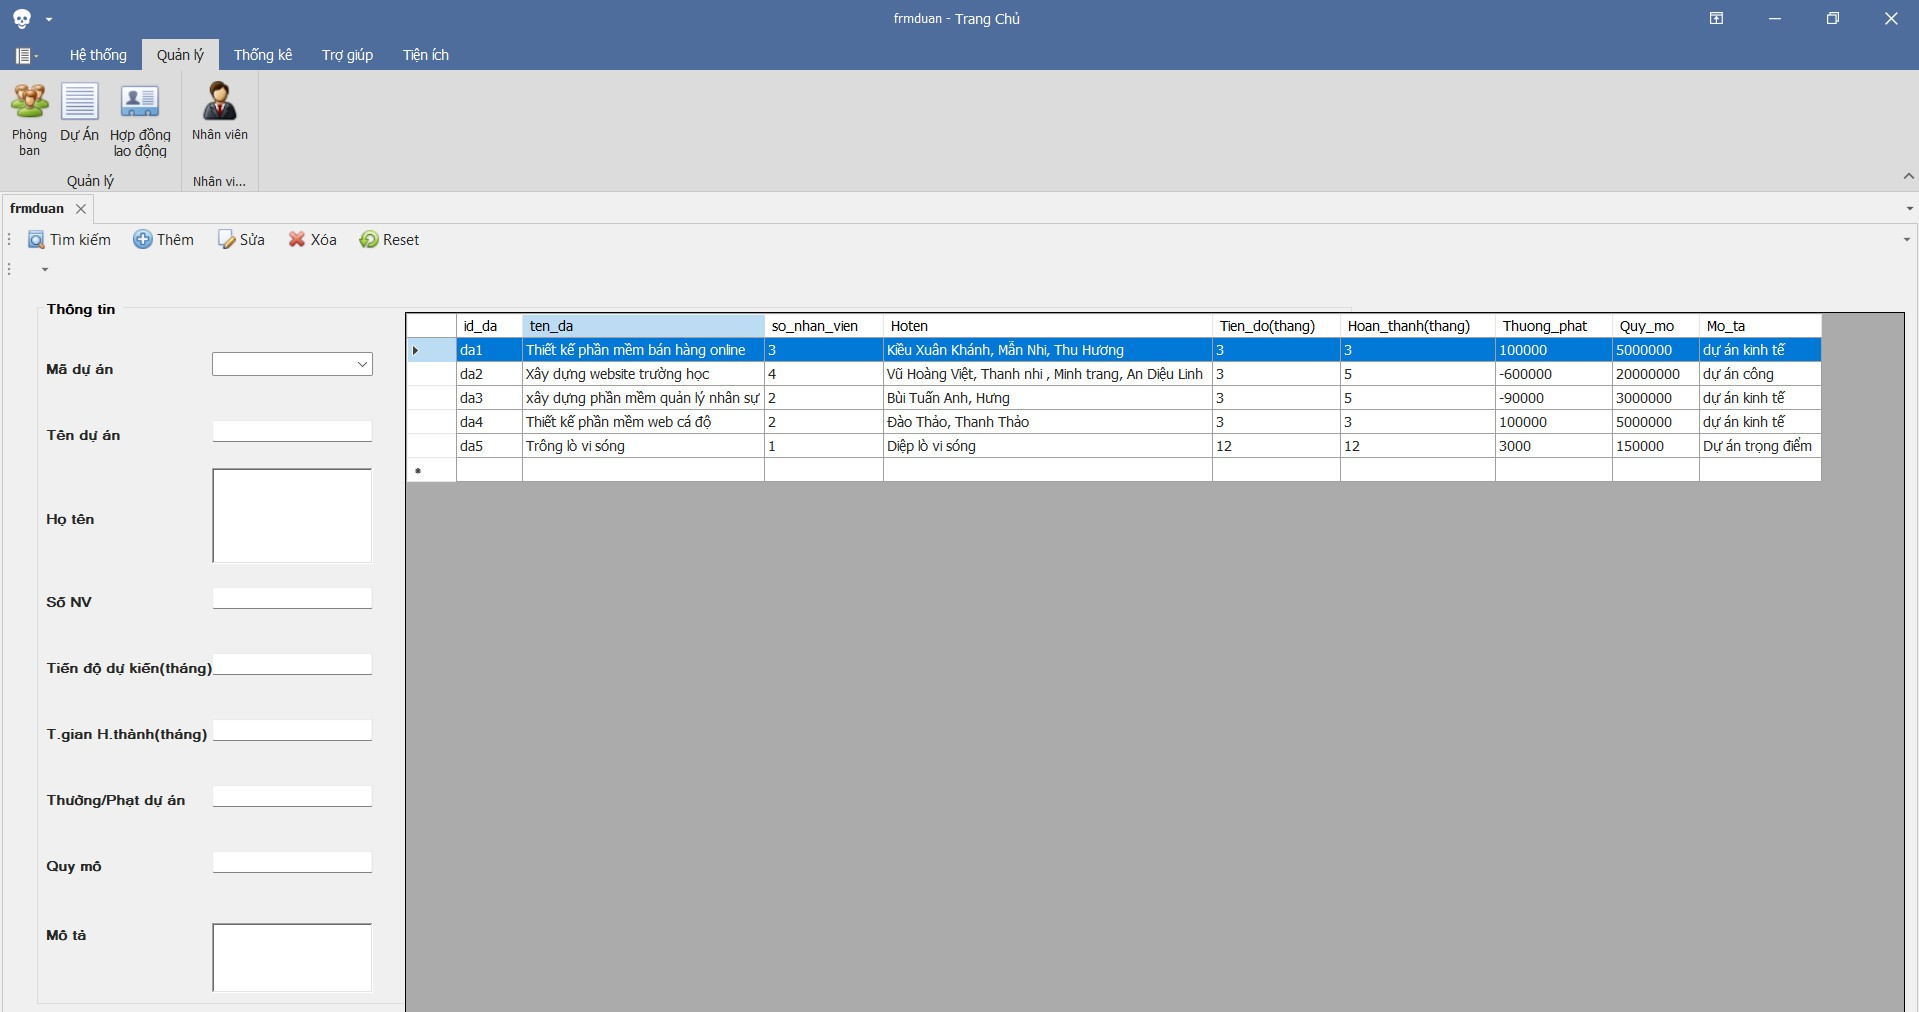 frmduan - Trang Chủ
Hệ thống Quản lý Thống kê Trợ giúp Tiện ích
Phòng ban
Dự Án
Hợp đồng lao động
Nhân viên
Quản lý
Nhân vi...
frmduan
Tìm kiếm Thêm Sửa Xóa Reset
Thông tin
Mã dự án
Tên dự án
Họ tên
Số NV
Tiến độ dự kiến(tháng)
T.gian H.thành(tháng)
Thưởng/Phạt dự án
Quy mô
Mô tả
id_da ten_da so_nhan_vien Hoten Tien_do(thang) Hoan_thanh(thang) Thuong_phat Quy_mo Mo_ta
da1 Thiết kế phần mềm bán hàng online 3 Kiều Xuân Khánh, Mẫn Nhi, Thu Hương 3 3 100000 5000000 dự án kinh tế
da2 Xây dựng website trường học 4 Vũ Hoàng Việt, Thanh nhi , Minh trang, An Diệu Linh 3 5 -600000 20000000 dự án công
da3 xây dựng phần mềm quản lý nhân sự 2 Bùi Tuấn Anh, Hưng 3 5 -90000 3000000 dự án kinh tế
da4 Thiết kế phần mềm web cá độ 2 Đào Thảo, Thanh Thảo 3 3 100000 5000000 dự án kinh tế
da5 Trông lò vi sóng 1 Diệp lò vi sóng 12 12 3000 150000 Dự án trọng điểm